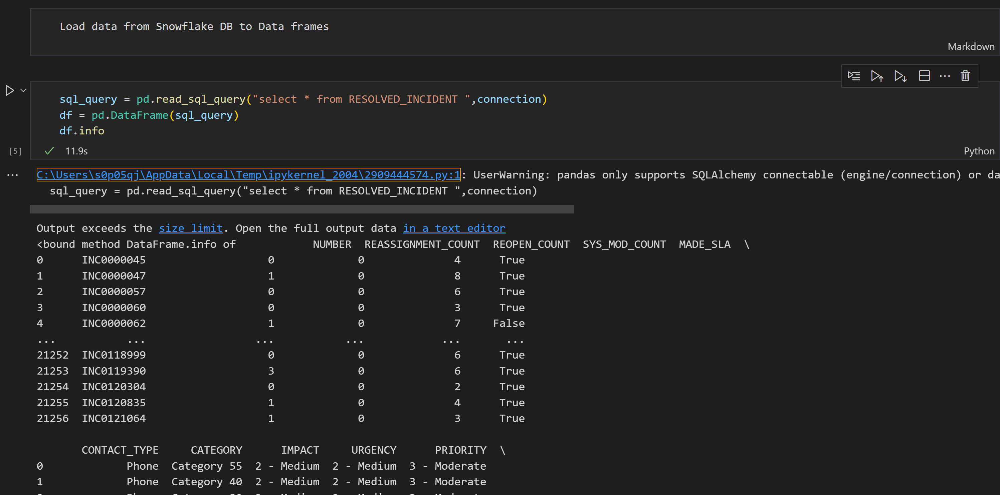 Load data from Snowflake DB to Data frames
Markdown
sql_query = pd.read_sql_query("select * from RESOLVED_INCIDENT ",connection)
df = pd.DataFrame(sql_query)
df.info
[5] 11.9s Python
C:\Users\s0p05qj\AppData\Local\Temp\ipykernel_2004\2909444574.py:1: UserWarning: pandas only supports SQLAlchemy connectable (engine/connection) or da
sql_query = pd.read_sql_query("select * from RESOLVED_INCIDENT ",connection)
Output exceeds the size limit. Open the full output data in a text editor
<bound method DataFrame.info of NUMBER REASSIGNMENT_COUNT REOPEN_COUNT SYS_MOD_COUNT MADE_SLA \
0 INC0000045 0 0 4 True
1 INC0000047 1 0 8 True
2 INC0000057 0 0 6 True
3 INC0000060 0 0 3 True
4 INC0000062 1 0 7 False
... ... ... ... ... ...
21252 INC0118999 0 0 6 True
21253 INC0119390 3 0 6 True
21254 INC0120304 0 0 2 True
21255 INC0120835 1 0 4 True
21256 INC0121064 1 0 3 True
CONTACT_TYPE CATEGORY IMPACT URGENCY PRIORITY \
0 Phone Category 55 2 - Medium 2 - Medium 3 - Moderate
1 Phone Category 40 2 - Medium 2 - Medium 3 - Moderate